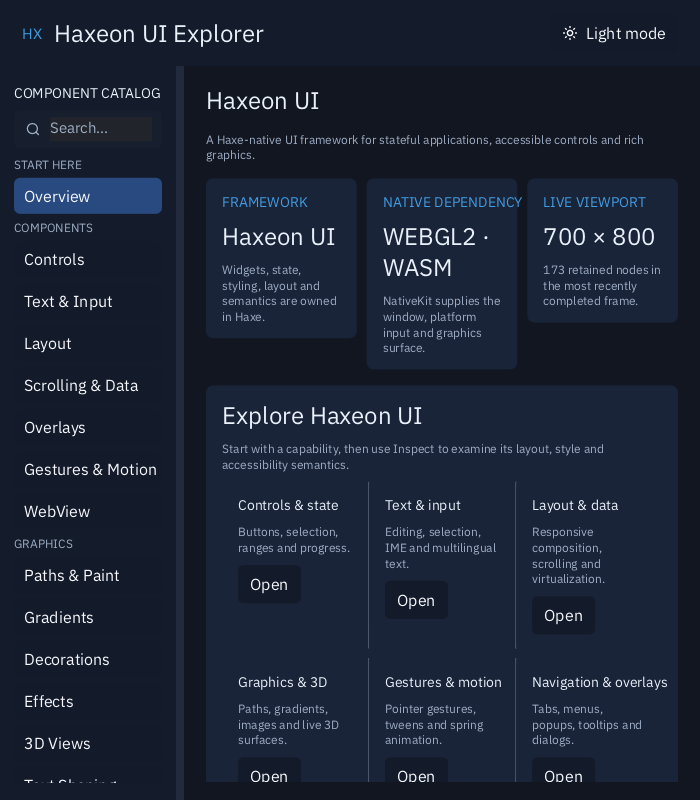 HX Haxeon UI Explorer
Light mode
COMPONENT CATALOG
Search...
START HERE
Overview
COMPONENTS
Controls
Text & Input
Layout
Scrolling & Data
Overlays
Gestures & Motion
WebView
GRAPHICS
Paths & Paint
Gradients
Decorations
Effects
3D Views
Text Shaping
Haxeon UI
A Haxe-native UI framework for stateful applications, accessible controls and rich
graphics.
FRAMEWORK
Haxeon UI
Widgets, state,
styling, layout and
semantics are owned
in Haxe.
NATIVE DEPENDENCY
WEBGL2 ·
WASM
NativeKit supplies the
window, platform
input and graphics
surface.
LIVE VIEWPORT
700 × 800
173 retained nodes in
the most recently
completed frame.
Explore Haxeon UI
Start with a capability, then use Inspect to examine its layout, style and
accessibility semantics.
Controls & state
Buttons, selection,
ranges and progress.
Open
Text & input
Editing, selection,
IME and multilingual
text.
Open
Layout & data
Responsive
composition,
scrolling and
virtualization.
Open
Graphics & 3D
Paths, gradients,
images and live 3D
surfaces.
Open
Gestures & motion
Pointer gestures,
tweens and spring
animation.
Open
Navigation & overlays
Tabs, menus,
popups, tooltips and
dialogs.
Open